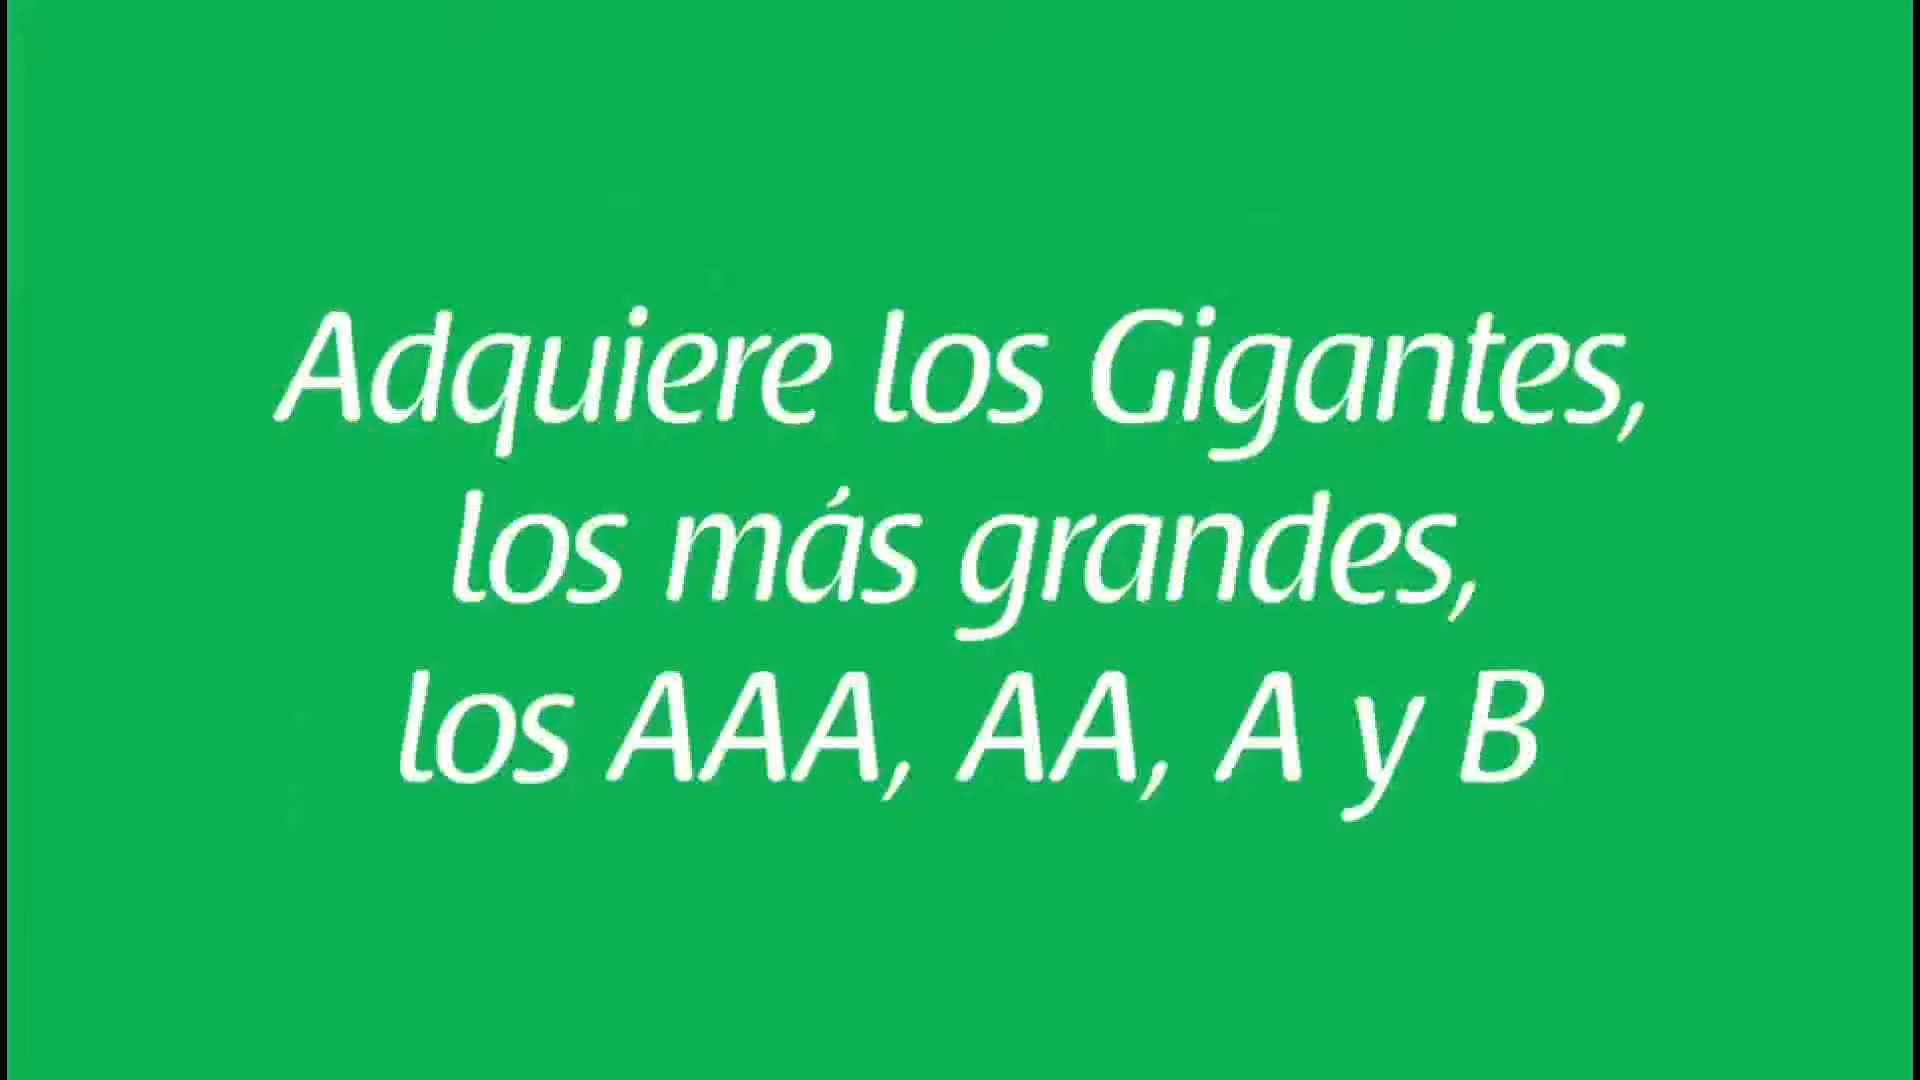 Adquiere los Gigantes,
los más grandes,
los AAA, AA, A y B